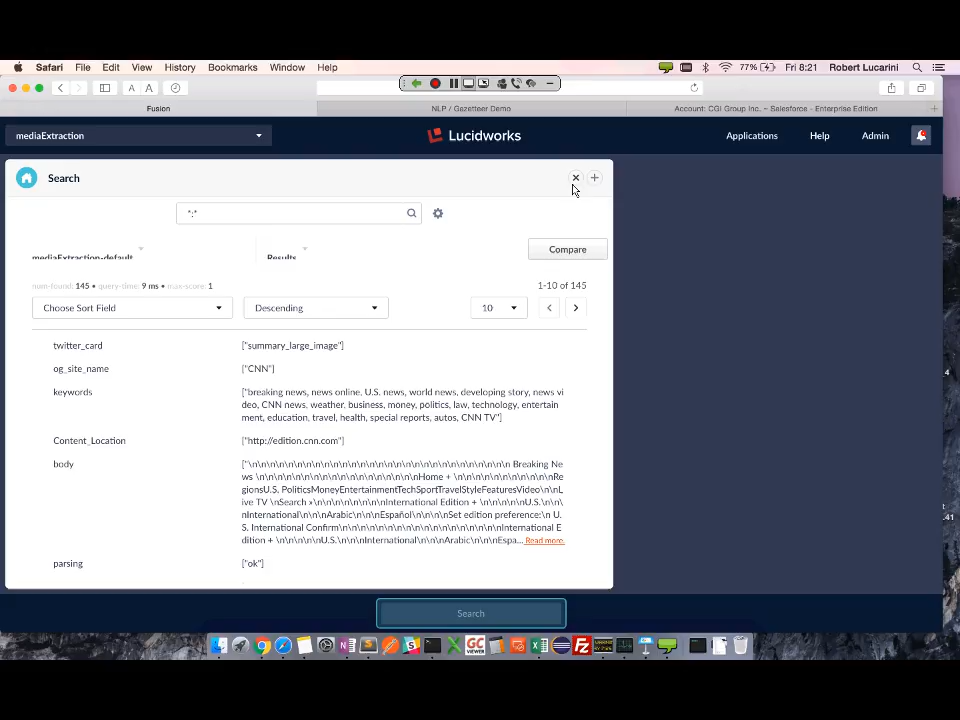 Safari File Edit View History Bookmarks Window Help 77% Fri 8:21 Robert Lucarini
A A
Fusion NLP / Gazetteer Demo Account: CGI Group Inc. ~ Salesforce - Enterprise Edition
mediaExtraction Lucidworks Applications Help Admin
Search
*:*
mediaExtraction-default Results Compare
num-found: 145 • query-time: 9 ms • max-score: 1 1-10 of 145
Choose Sort Field Descending 10
twitter_card ["summary_large_image"]
og_site_name ["CNN"]
keywords ["breaking news, news online, U.S. news, world news, developing story, news vi
deo, CNN news, weather, business, money, politics, law, technology, entertain
ment, education, travel, health, special reports, autos, CNN TV"]
Content_Location ["http://edition.cnn.com"]
body ["\n\n\n\n\n\n\n\n\n\n\n\n\n\n\n\n\n\n\n\n\n\n\n\n Breaking Ne
ws \n\n\n\n\n\n\n\n\n\n\n\n\n\n\nHome + \n\n\n\n\n\n\nRe
gionsU.S. PoliticsMoneyEntertainmentTechSportTravelStyleFeaturesVideo\n\nL
ive TV \nSearch »\n\n\n\n\n\nInternational Edition + \n\n\n\n\nU.S.\n\n\n
\nInternational\n\n\nArabic\n\n\nEspañol\n\n\n\nSet edition preference:\n U.
S. International Confirm\n\n\n\n\n\n\n\n\n\n\n\n\n\n\nInternational E
dition + \n\n\n\n\nU.S.\n\n\nInternational\n\n\nArabic\n\n\nEspa... Read more.
parsing ["ok"]
Search
GC
VIEWER